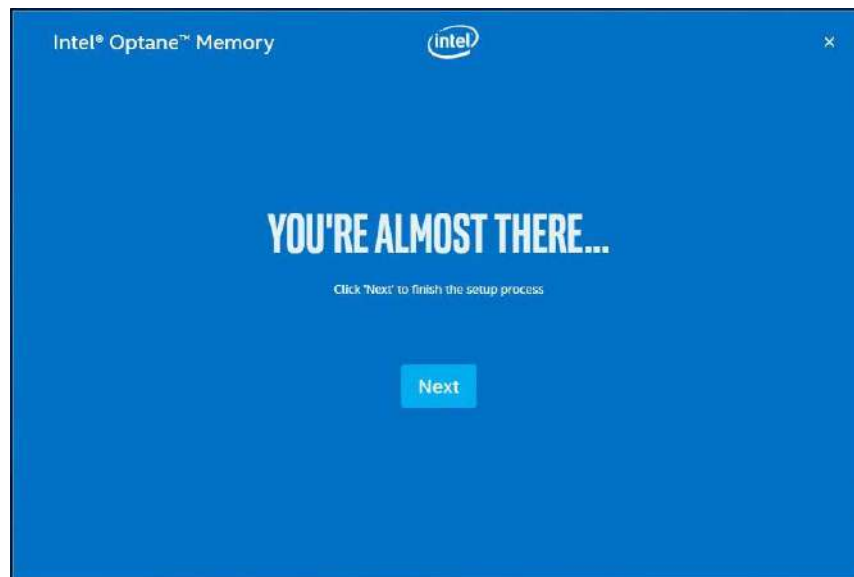 Intel® Optane™ Memory
intel
×
YOU'RE ALMOST THERE...
Click 'Next' to finish the setup process
Next